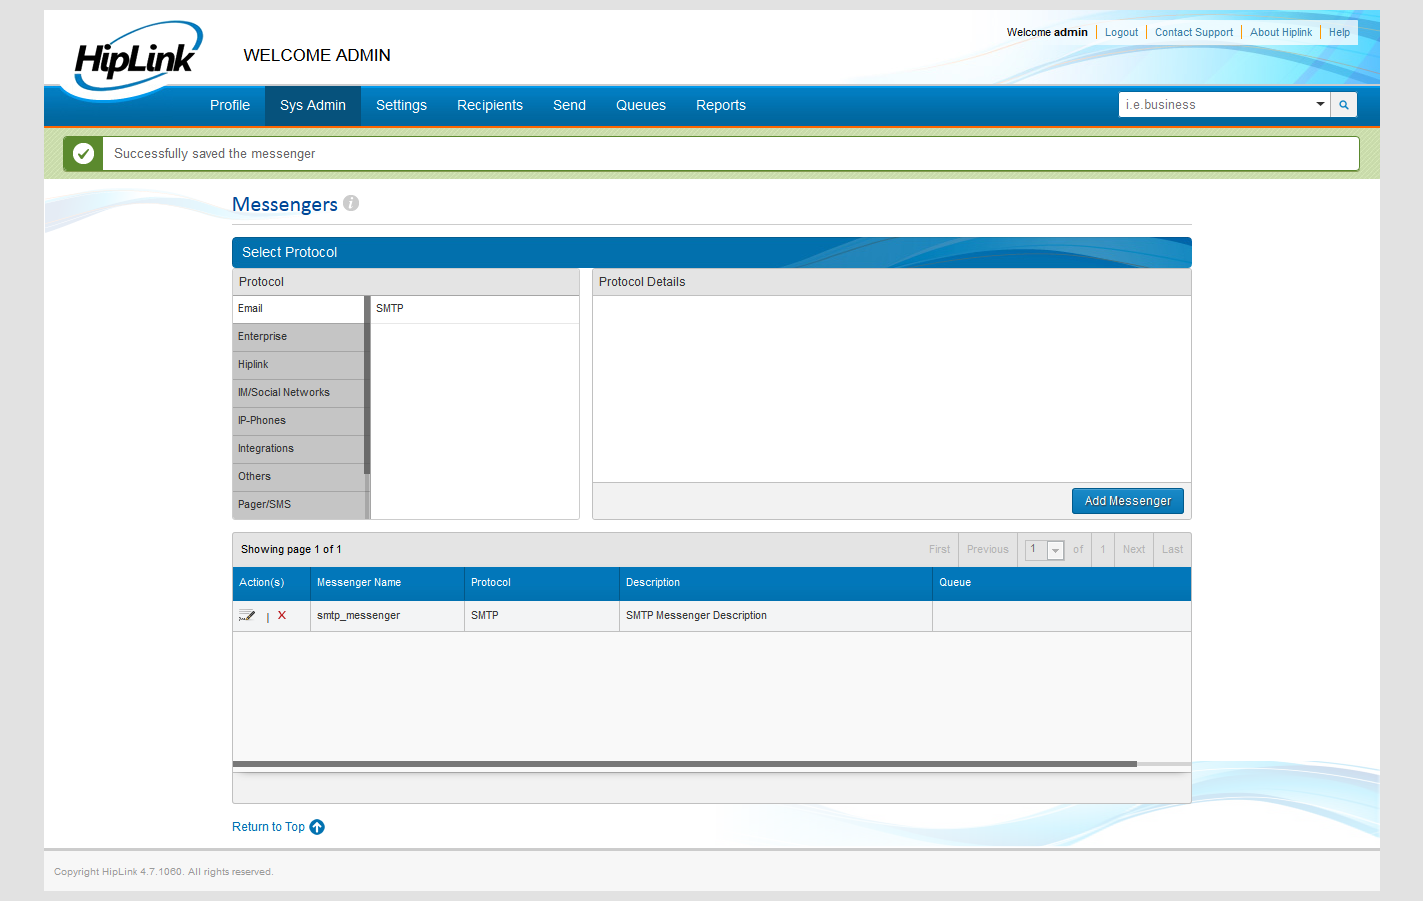 HipLink
WELCOME ADMIN
Welcome admin Logout Contact Support About Hiplink Help
Profile Sys Admin Settings Recipients Send Queues Reports i.e.business
Successfully saved the messenger
Messengers i
Select Protocol
Protocol Protocol Details
Email SMTP
Enterprise
Hiplink
IM/Social Networks
IP-Phones
Integrations
Others
Pager/SMS
Add Messenger
Showing page 1 of 1 First Previous 1 of 1 Next Last
Action(s) Messenger Name Protocol Description Queue
| X smtp_messenger SMTP SMTP Messenger Description
Return to Top
Copyright HipLink 4.7.1060. All rights reserved.